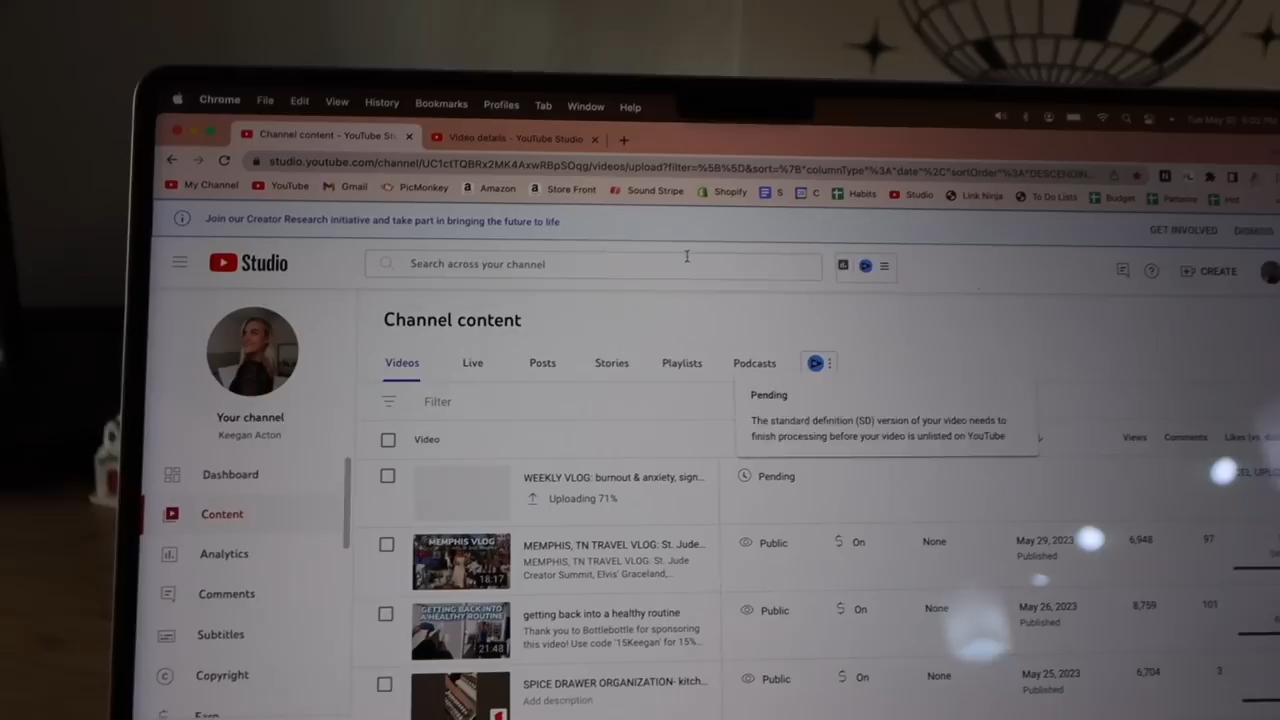 Chrome File Edit View History Bookmarks Profiles Tab Window Help
Channel content - YouTube St
Video details - YouTube Studio
studio.youtube.com/channel/UC1ctTQBRx2MK4AxwRBpSOqg/videos/upload?filter=%5B%5D&sort=%7B"columnType"%3A"date"%2C"sortOrder"%3A"DESCENDIN...
My Channel YouTube Gmail PicMonkey Amazon Store Front Sound Stripe Shopify S C Habits Studio Link Ninja To Do Lists Budget
Join our Creator Research initiative and take part in bringing the future to life
GET INVOLVED
Studio
Search across your channel
CREATE
Channel content
Videos Live Posts Stories Playlists Podcasts
Your channel
Keegan Acton
Filter
Pending
The standard definition (SD) version of your video needs to
finish processing before your video is unlisted on YouTube
Video
Views Comments
Dashboard
Content
Analytics
Comments
Subtitles
Copyright
WEEKLY VLOG: burnout & anxiety, sign...
Uploading 71%
Pending
MEMPHIS VLOG
18:17
MEMPHIS, TN TRAVEL VLOG: St. Jude...
MEMPHIS, TN TRAVEL VLOG: St. Jude
Creator Summit, Elvis' Graceland,...
Public $ On None May 29, 2023 6,948 97
Published
GETTING BACK INTO
A HEALTHY ROUTINE
21:48
getting back into a healthy routine
Thank you to Bottlebottle for sponsoring
this video! Use code '15Keegan' for 15%...
Public $ On None May 26, 2023 8,759 101
Published
SPICE DRAWER ORGANIZATION- kitch...
Add description
Public $ On None May 25, 2023 6,704 3
Published